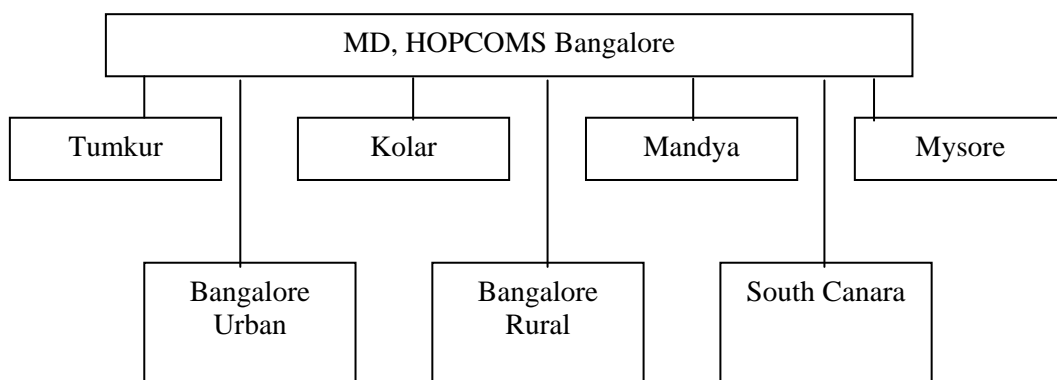 MD, HOPCOMS Bangalore
Tumkur
Kolar
Mandya
Mysore
Bangalore
Urban
Bangalore
Rural
South Canara